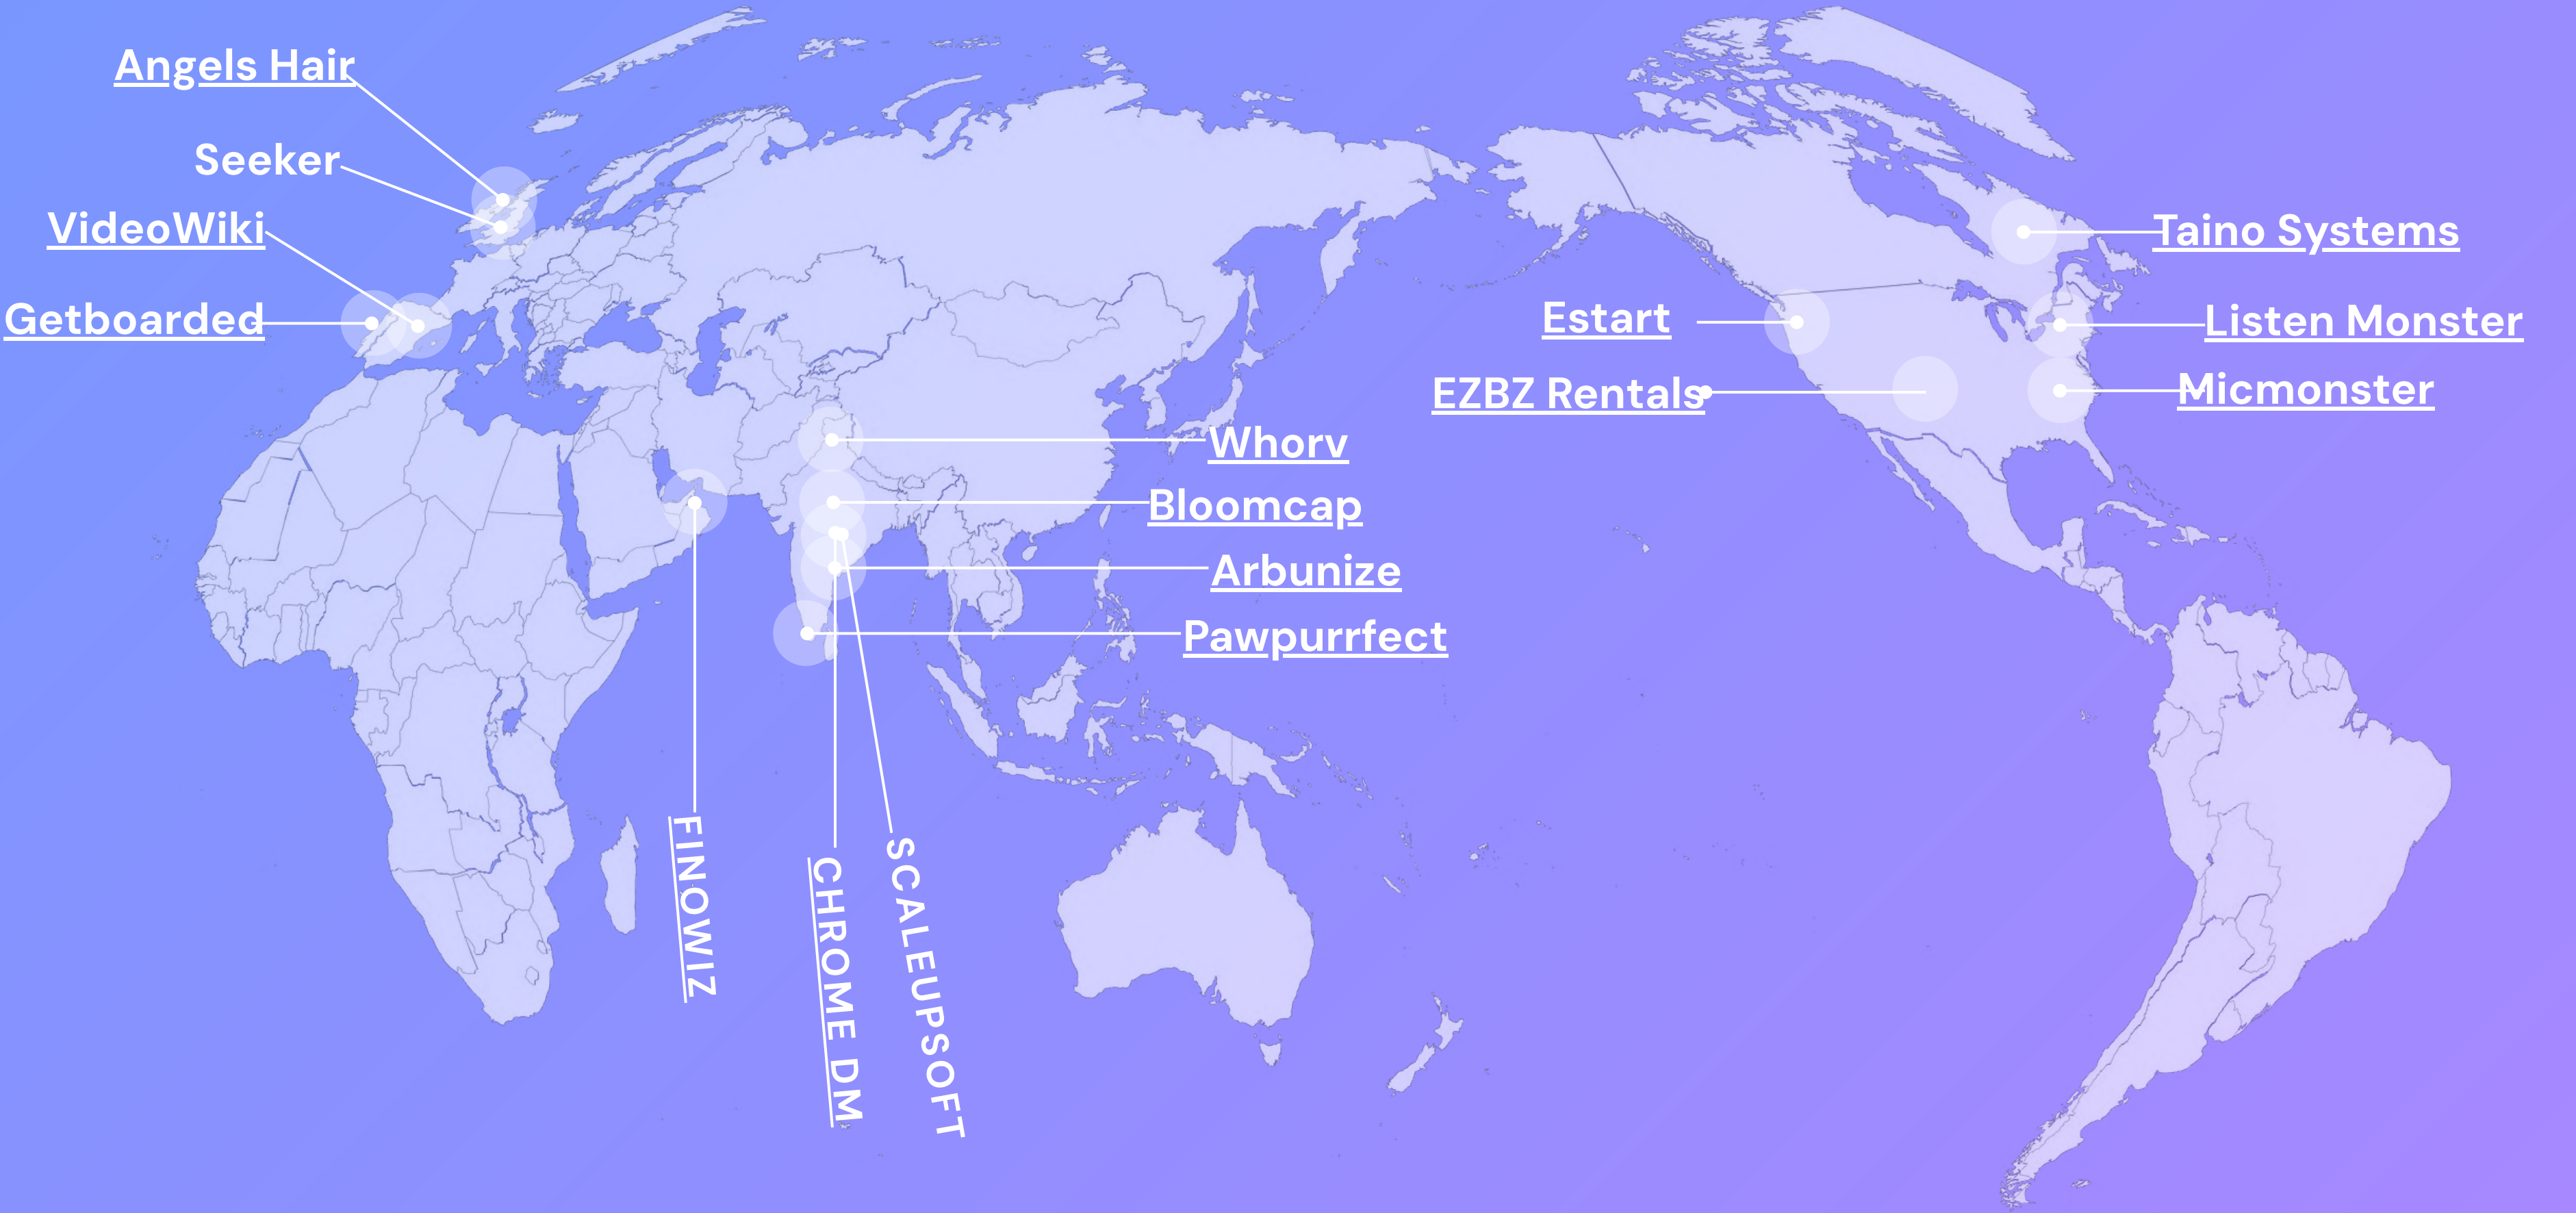 Angels Hair
Seeker
VideoWiki
Getboarded
Taino Systems
Estart
Listen Monster
EZBZ Rentals
Micmonster
Whorv
Bloomcap
Arbunize
Pawpurrfect
FINOWIZ
CHROME DM
SCALEUPSOFT